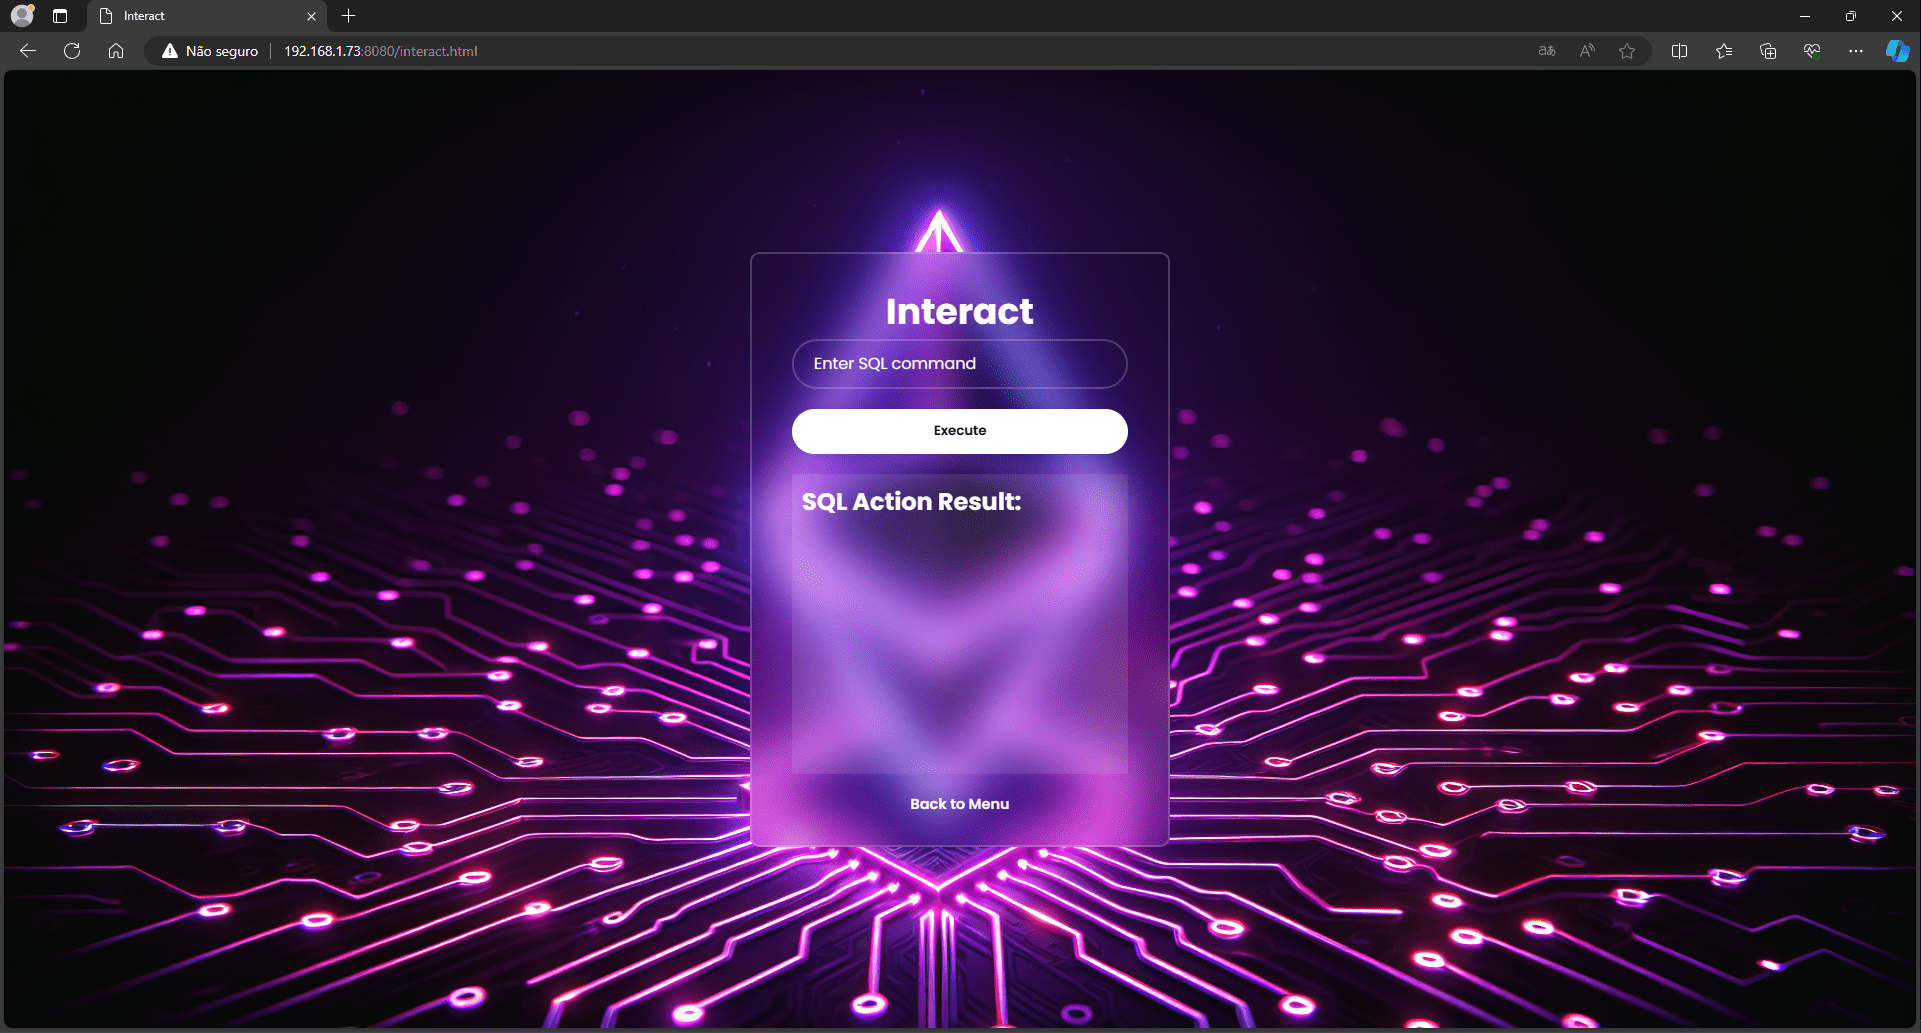 Interact
Não seguro
192.168.1.73:8080/interact.html
Interact
Enter SQL command
Execute
SQL Action Result:
Back to Menu